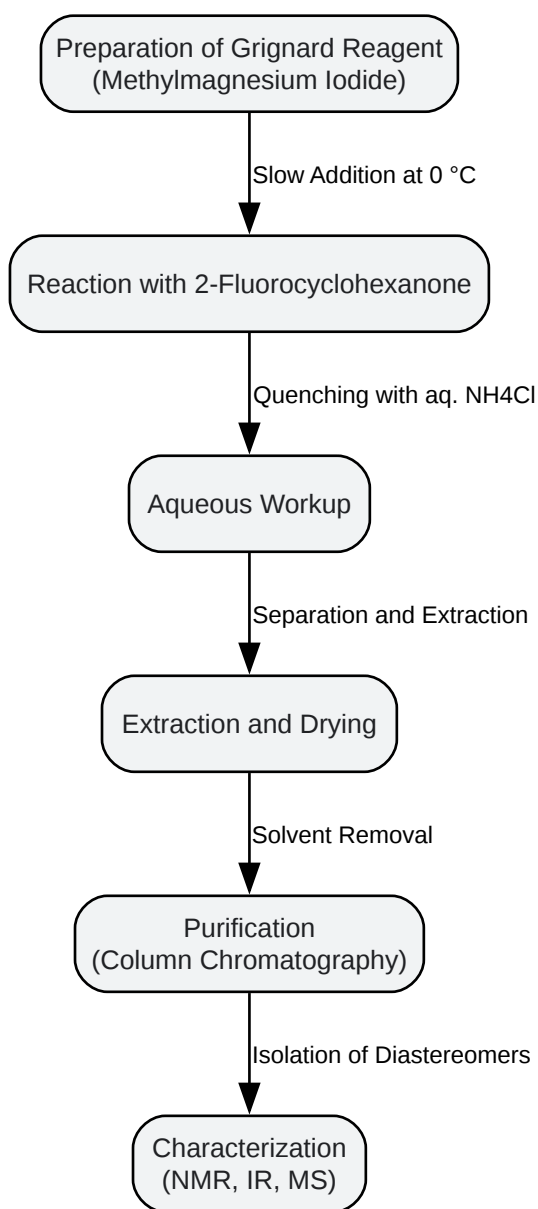 Preparation of Grignard Reagent
(Methylmagnesium Iodide)
Slow Addition at 0 °C
Reaction with 2-Fluorocyclohexanone
Quenching with aq. NH4Cl
Aqueous Workup
Separation and Extraction
Extraction and Drying
Solvent Removal
Purification
(Column Chromatography)
Isolation of Diastereomers
Characterization
(NMR, IR, MS)